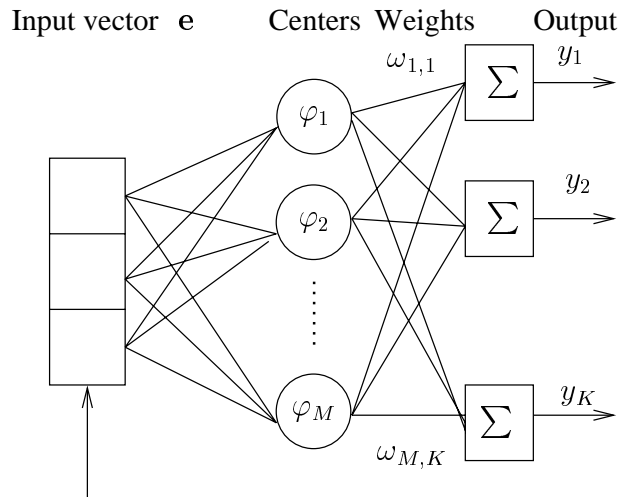 Input vector e Centers Weights Output
ω1,1 y1
φ1 Σ
φ2 Σ y2
φM Σ yK
ωM,K